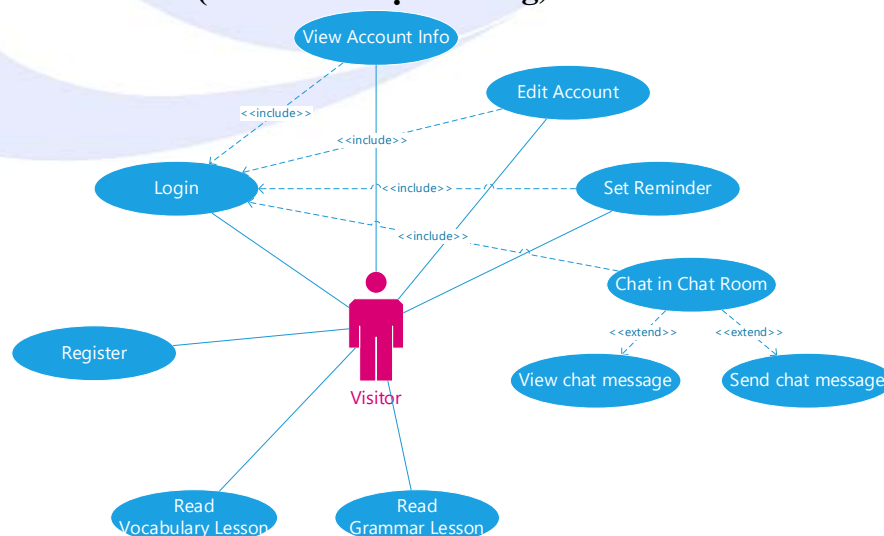 View Account Info
Edit Account
<<include>>
<<include>>
Login
<<include>>
Set Reminder
<<include>>
Chat in Chat Room
<<extend>>
<<extend>>
Register
View chat message
Send chat message
Visitor
Read
Vocabulary Lesson
Read
Grammar Lesson